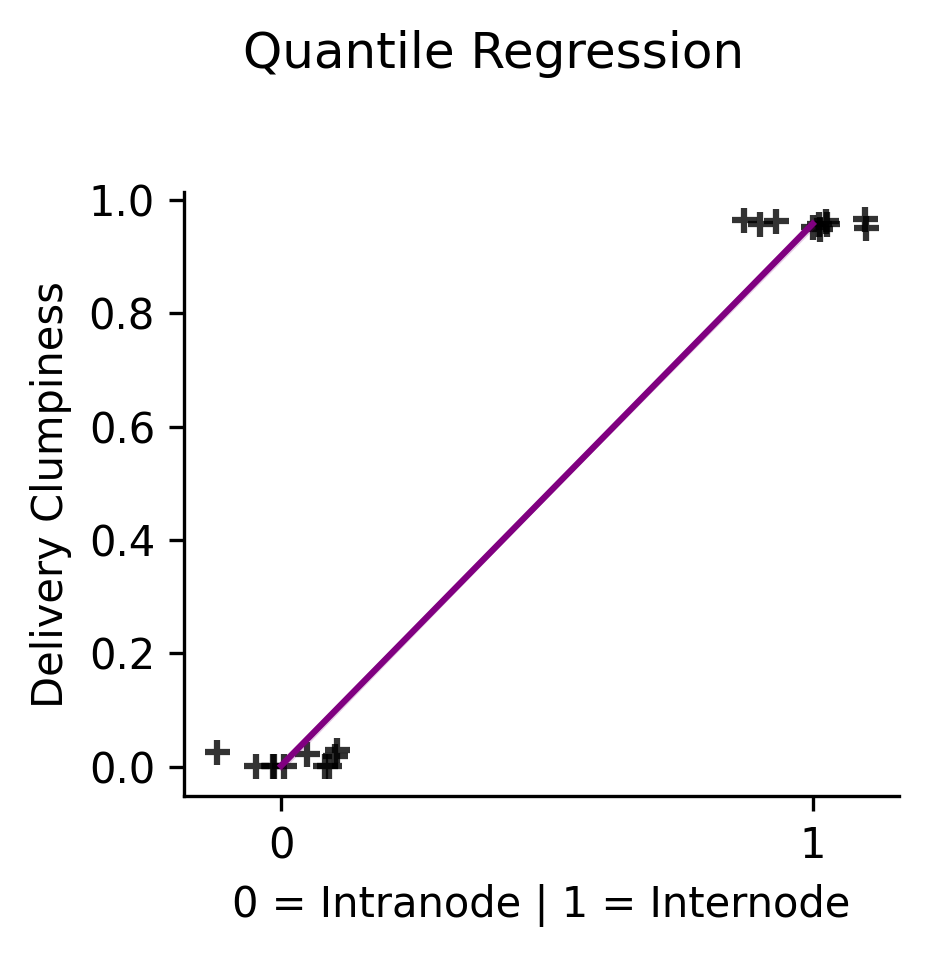 Quantile Regression
1.0
0.8
0.6
0.4
0.2
0.0
Delivery Clumpiness
0 1
0 = Intranode | 1 = Internode